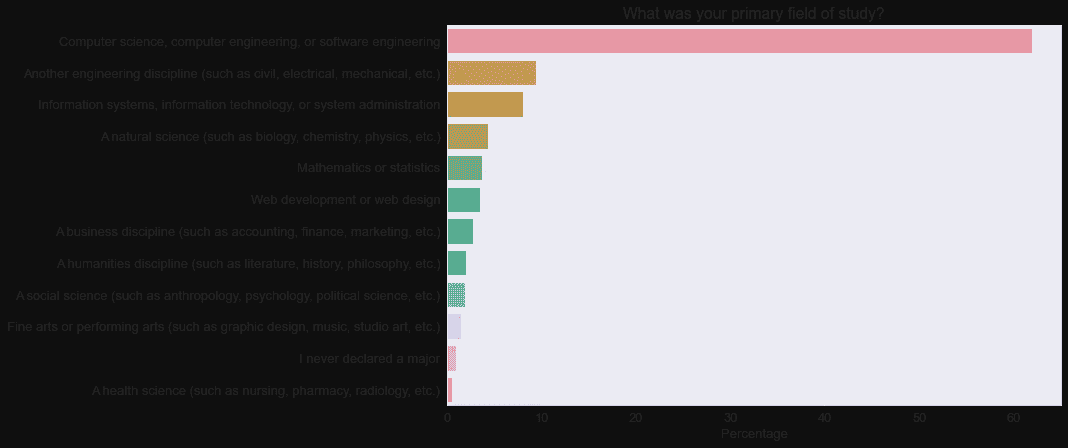 What was your primary field of study?
Computer science, computer engineering, or software engineering
Another engineering discipline (such as civil, electrical, mechanical, etc.)
Information systems, information technology, or system administration
A natural science (such as biology, chemistry, physics, etc.)
Mathematics or statistics
Web development or web design
A business discipline (such as accounting, finance, marketing, etc.)
A humanities discipline (such as literature, history, philosophy, etc.)
A social science (such as anthropology, psychology, political science, etc.)
Fine arts or performing arts (such as graphic design, music, studio art, etc.)
I never declared a major
A health science (such as nursing, pharmacy, radiology, etc.)
0 10 20 30 40 50 60
Percentage